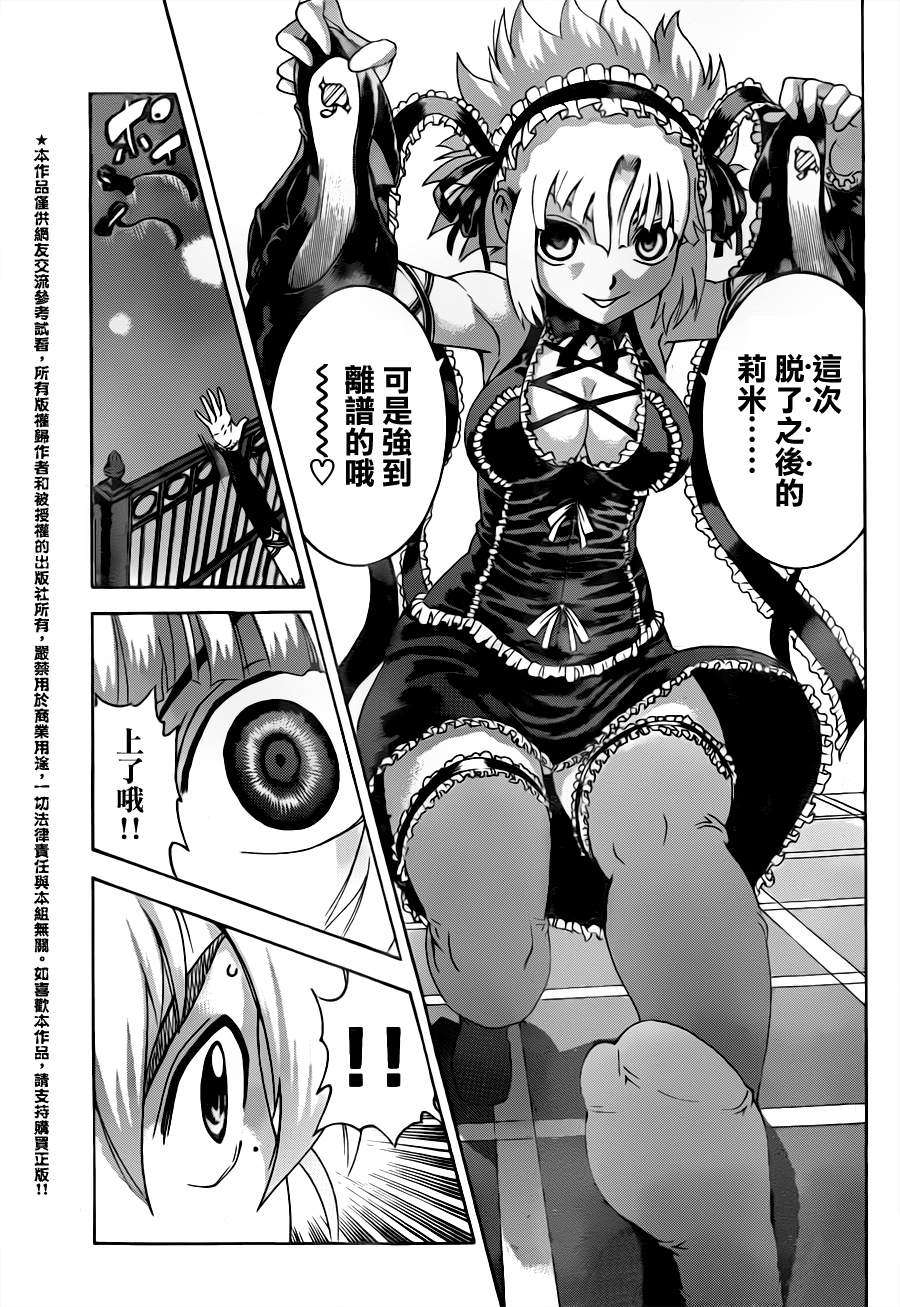 這次
脫了之後的
莉米……
可是強到
離譜的哦
~~~~~♡
ポイ
上了哦!!
!!
★本作品僅供網友交流參考試看，所有版權歸作者和被授權的出版社所有，嚴禁用於商業用途，一切法律責任與本組無關。如喜歡本作品，請支持購買正版!!